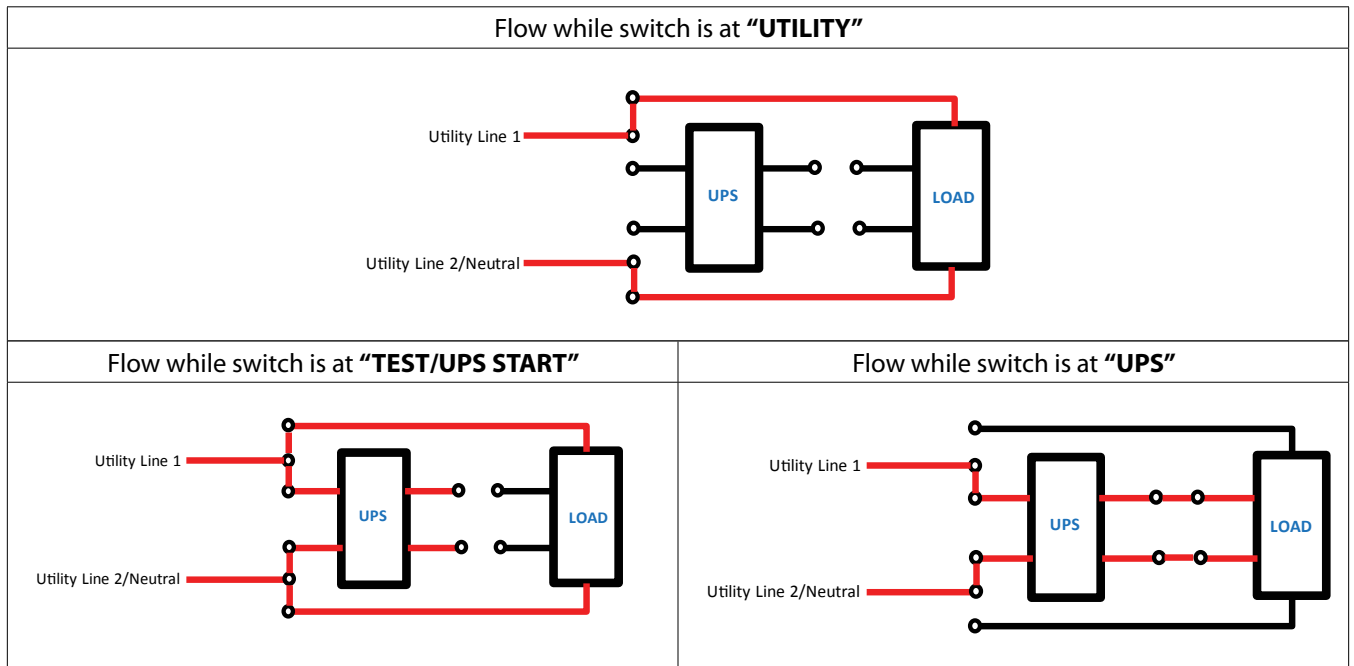 Flow while switch is at “UTILITY”
Utility Line 1
UPS
LOAD
Utility Line 2/Neutral
Flow while switch is at “TEST/UPS START”
Utility Line 1
UPS
LOAD
Utility Line 2/Neutral
Flow while switch is at “UPS”
Utility Line 1
UPS
LOAD
Utility Line 2/Neutral